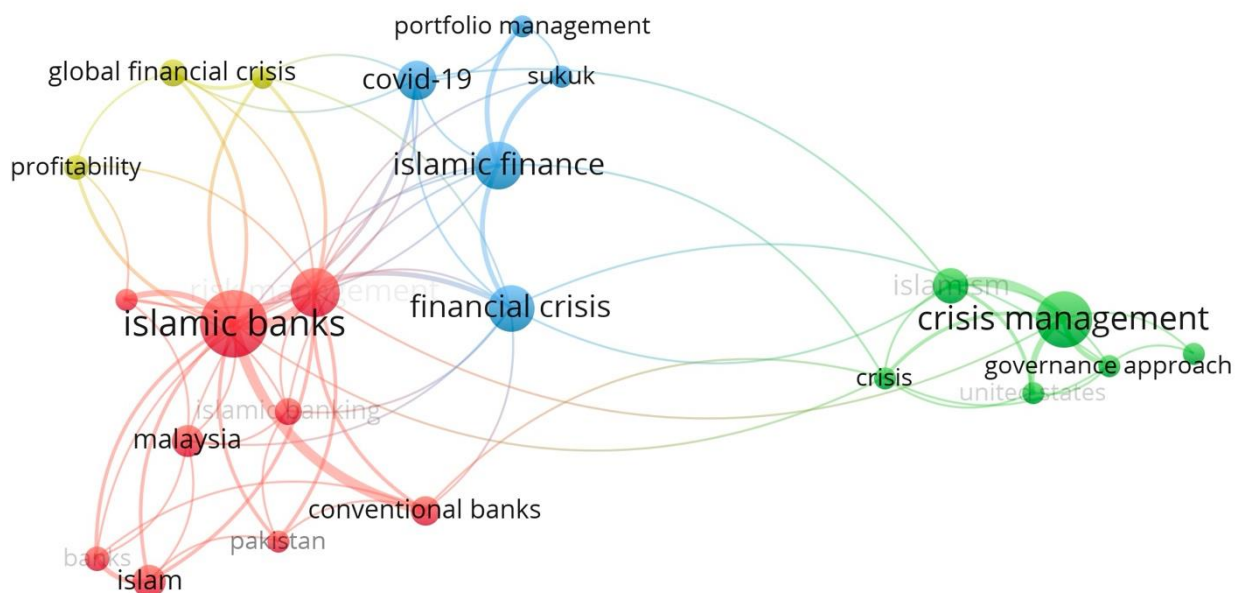 portfolio management
global financial crisis
covid-19
sukuk
profitability
islamic finance
risk management
islamic banks
financial crisis
islamism
crisis management
governance approach
crisis
united states
islamic banking
malaysia
conventional banks
pakistan
banks
islam